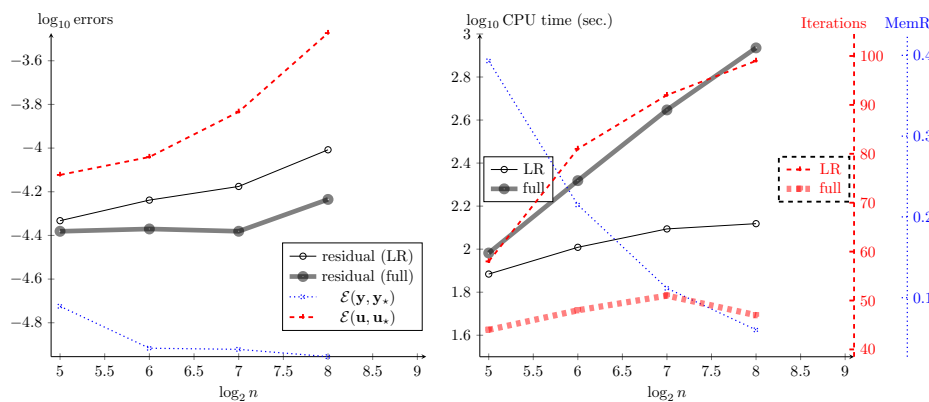 log₁₀ errors
−3.6
−3.8
−4
−4.2
−4.4
−4.6
−4.8
residual (LR)
residual (full)
ℰ(y, y⋆)
ℰ(u, u⋆)
5 5.5 6 6.5 7 7.5 8 8.5 9
log₂ n
log₁₀ CPU time (sec.)
3
2.8
2.6
2.4
2.2
2
1.8
1.6
LR
full
5 5.5 6 6.5 7 7.5 8 8.5 9
log₂ n
LR
full
Iterations
100
90
80
70
60
50
40
MemR
0.4
0.3
0.2
0.1